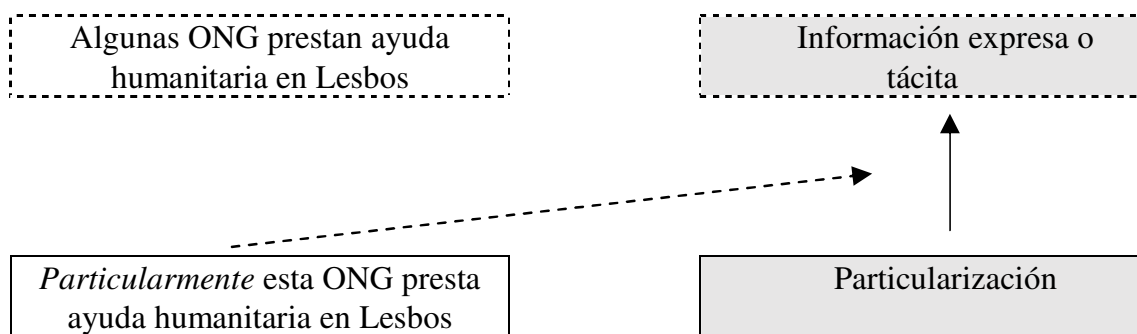 Algunas ONG prestan ayuda
humanitaria en Lesbos
Información expresa o
tácita
Particularmente esta ONG presta
ayuda humanitaria en Lesbos
Particularización